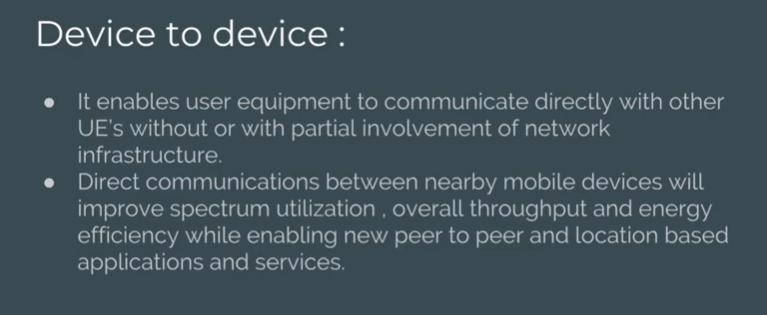 Device to device :
● It enables user equipment to communicate directly with other
UE's without or with partial involvement of network
infrastructure.
● Direct communications between nearby mobile devices will
improve spectrum utilization , overall throughput and energy
efficiency while enabling new peer to peer and location based
applications and services.